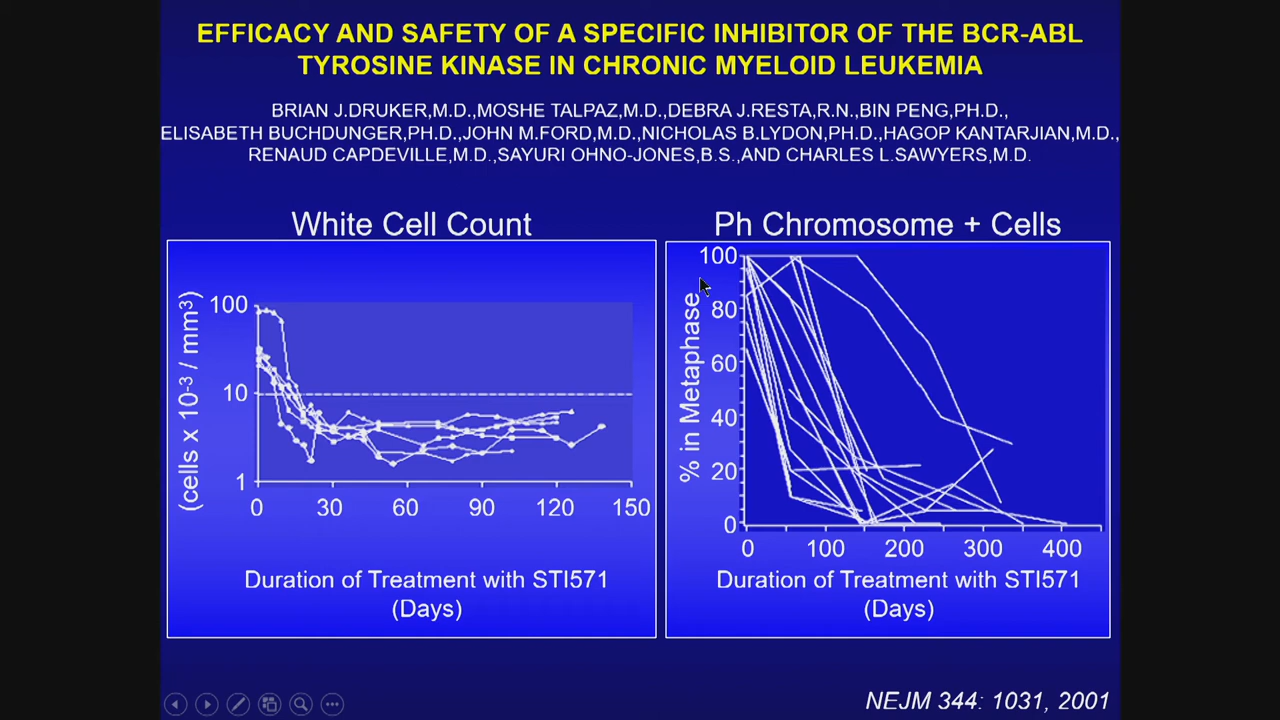 EFFICACY AND SAFETY OF A SPECIFIC INHIBITOR OF THE BCR-ABL
TYROSINE KINASE IN CHRONIC MYELOID LEUKEMIA
BRIAN J.DRUKER,M.D.,MOSHE TALPAZ,M.D.,DEBRA J.RESTA,R.N.,BIN PENG,PH.D.,
ELISABETH BUCHDUNGER,PH.D.,JOHN M.FORD,M.D.,NICHOLAS B.LYDON,PH.D.,HAGOP KANTARJIAN,M.D.,
RENAUD CAPDEVILLE,M.D.,SAYURI OHNO-JONES,B.S.,AND CHARLES L.SAWYERS,M.D.
White Cell Count
(cells x 10-3 / mm3)
100
10
1
0 30 60 90 120 150
Duration of Treatment with STI571
(Days)
Ph Chromosome + Cells
% in Metaphase
100
80
60
40
20
0
0 100 200 300 400
Duration of Treatment with STI571
(Days)
NEJM 344: 1031, 2001